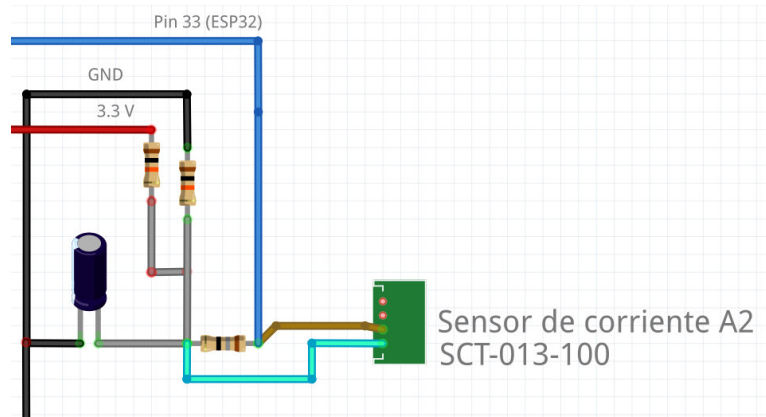 Pin 33 (ESP32)
GND
3.3 V
Sensor de corriente A2
SCT-013-100